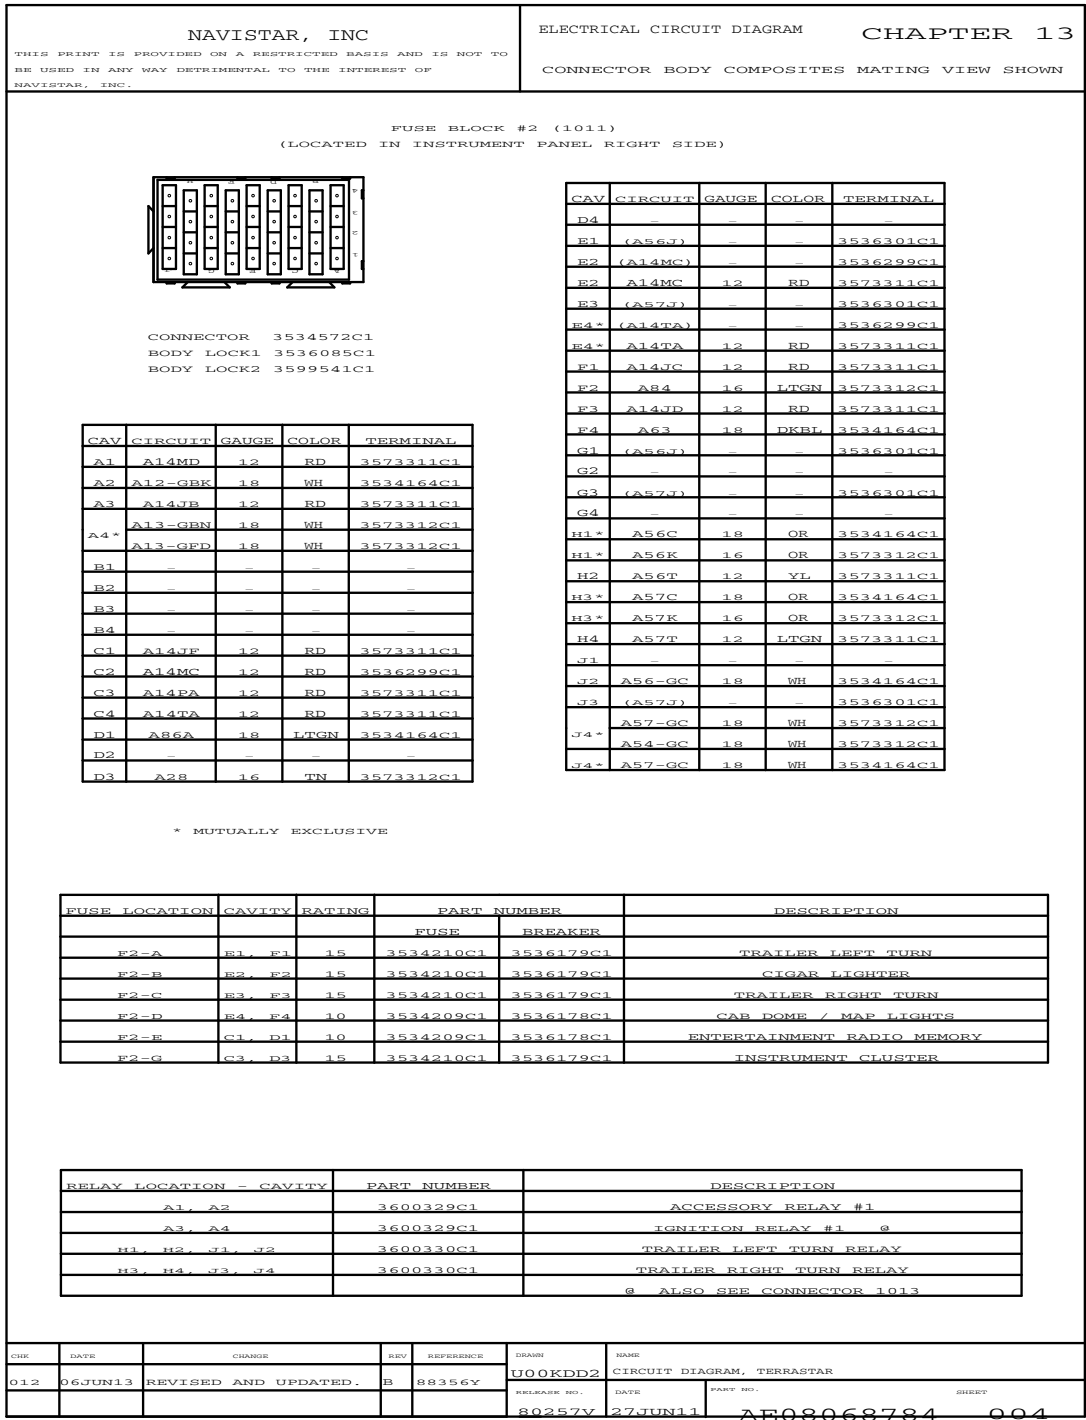 NAVISTAR, INC
THIS PRINT IS PROVIDED ON A RESTRICTED BASIS AND IS NOT TO
BE USED IN ANY WAY DETRIMENTAL TO THE INTEREST OF
NAVISTAR, INC.
ELECTRICAL CIRCUIT DIAGRAM CHAPTER 13
CONNECTOR BODY COMPOSITES MATING VIEW SHOWN
FUSE BLOCK #2 (1011)
(LOCATED IN INSTRUMENT PANEL RIGHT SIDE)
CONNECTOR 3534572C1
BODY LOCK1 3536085C1
BODY LOCK2 3599541C1
CAV CIRCUIT GAUGE COLOR TERMINAL
A1 A14MD 12 RD 3573311C1
A2 A12-GBK 18 WH 3534164C1
A3 A14JB 12 RD 3573311C1
A4* A13-GBN 18 WH 3573312C1
A13-GFD 18 WH 3573312C1
B1 – – – –
B2 – – – –
B3 – – – –
B4 – – – –
C1 A14JF 12 RD 3573311C1
C2 A14MC 12 RD 3536299C1
C3 A14PA 12 RD 3573311C1
C4 A14TA 12 RD 3573311C1
D1 A86A 18 LTGN 3534164C1
D2 – – – –
D3 A28 16 TN 3573312C1
CAV CIRCUIT GAUGE COLOR TERMINAL
D4 – – – –
E1 (A56J) – – 3536301C1
E2 (A14MC) – – 3536299C1
E2 A14MC 12 RD 3573311C1
E3 (A57J) – – 3536301C1
E4* (A14TA) – – 3536299C1
E4* A14TA 12 RD 3573311C1
F1 A14JC 12 RD 3573311C1
F2 A84 16 LTGN 3573312C1
F3 A14JD 12 RD 3573311C1
F4 A63 18 DKBL 3534164C1
G1 (A56J) – – 3536301C1
G2 – – – –
G3 (A57J) – – 3536301C1
G4 – – – –
H1* A56C 18 OR 3534164C1
H1* A56K 16 OR 3573312C1
H2 A56T 12 YL 3573311C1
H3* A57C 18 OR 3534164C1
H3* A57K 16 OR 3573312C1
H4 A57T 12 LTGN 3573311C1
J1 – – – –
J2 A56-GC 18 WH 3534164C1
J3 (A57J) – – 3536301C1
J4* A57-GC 18 WH 3573312C1
A54-GC 18 WH 3573312C1
J4* A57-GC 18 WH 3534164C1
* MUTUALLY EXCLUSIVE
FUSE LOCATION CAVITY RATING PART NUMBER DESCRIPTION
FUSE BREAKER
F2-A E1, F1 15 3534210C1 3536179C1 TRAILER LEFT TURN
F2-B E2, F2 15 3534210C1 3536179C1 CIGAR LIGHTER
F2-C E3, F3 15 3534210C1 3536179C1 TRAILER RIGHT TURN
F2-D E4, F4 10 3534209C1 3536178C1 CAB DOME / MAP LIGHTS
F2-E C1, D1 10 3534209C1 3536178C1 ENTERTAINMENT RADIO MEMORY
F2-G C3, D3 15 3534210C1 3536179C1 INSTRUMENT CLUSTER
RELAY LOCATION - CAVITY PART NUMBER DESCRIPTION
A1, A2 3600329C1 ACCESSORY RELAY #1
A3, A4 3600329C1 IGNITION RELAY #1 @
H1, H2, J1, J2 3600330C1 TRAILER LEFT TURN RELAY
H3, H4, J3, J4 3600330C1 TRAILER RIGHT TURN RELAY
@ ALSO SEE CONNECTOR 1013
CHK DATE CHANGE REV REFERENCE
012 06JUN13 REVISED AND UPDATED. B 88356Y
DRAWN NAME
U00KDD2 CIRCUIT DIAGRAM, TERRASTAR
RELEASE NO. DATE PART NO. SHEET
80257V 27JUN11 AE08068784 004